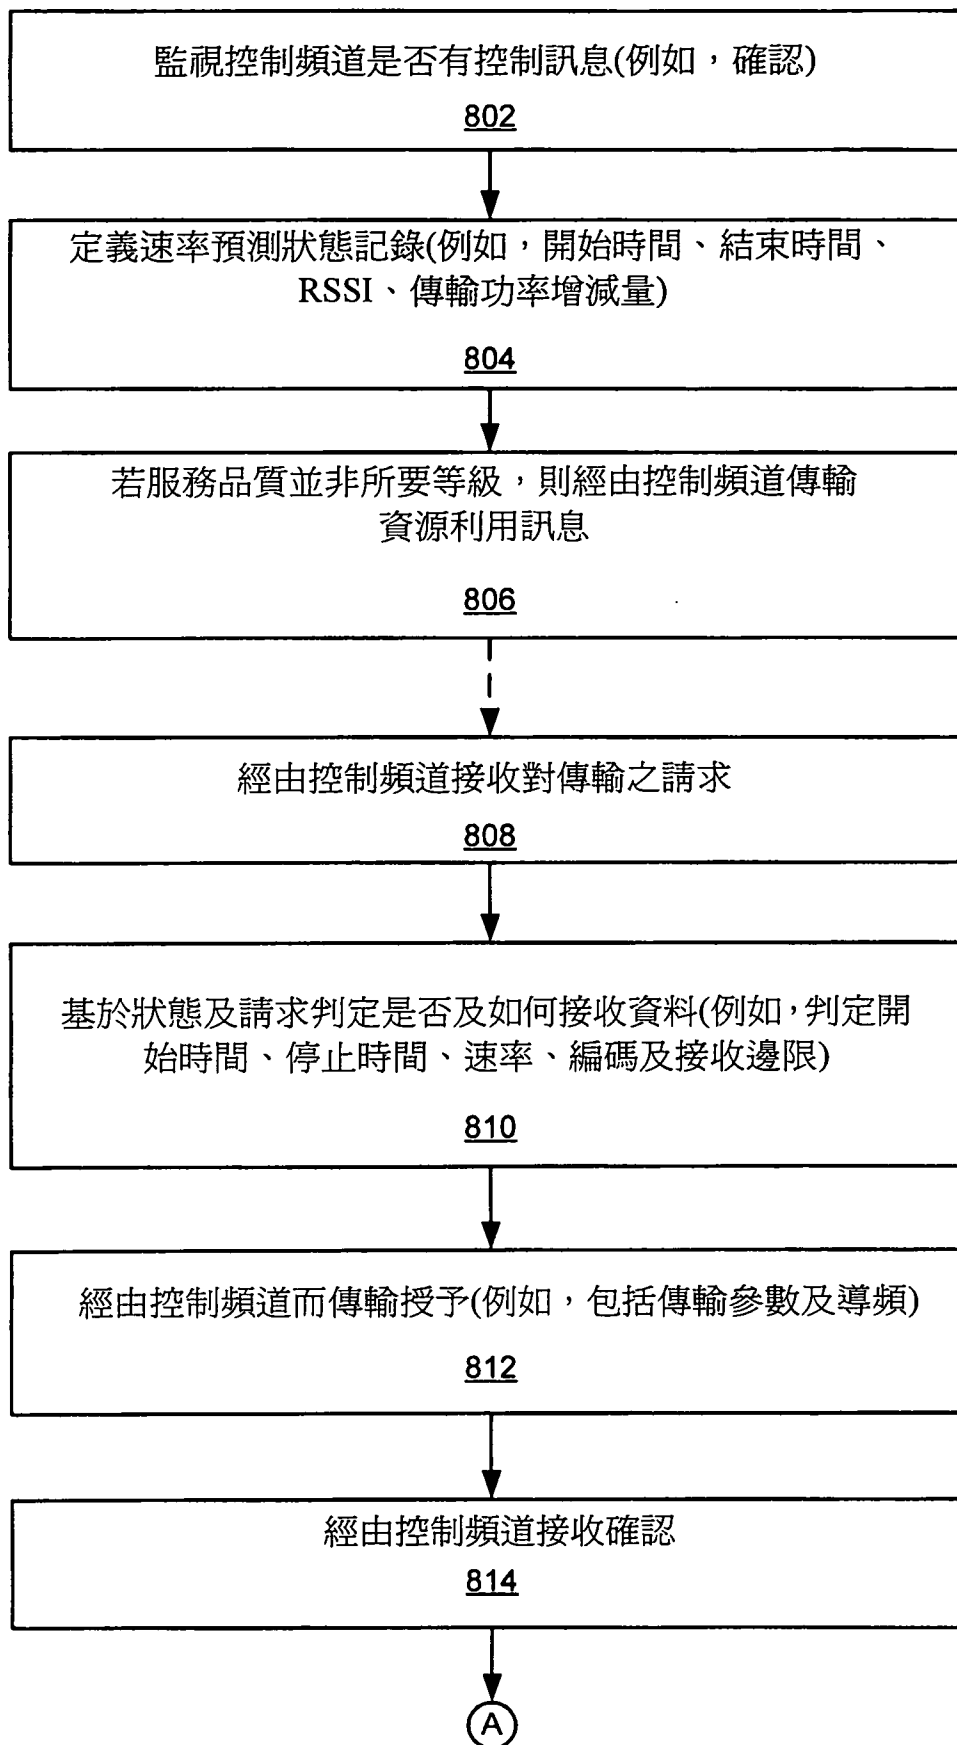 監視控制頻道是否有控制訊息(例如，確認)
802
定義速率預測狀態記錄(例如，開始時間、結束時間、
RSSI、傳輸功率增減量)
804
若服務品質並非所要等級，則經由控制頻道傳輸
資源利用訊息
806
經由控制頻道接收對傳輸之請求
808
基於狀態及請求判定是否及如何接收資料(例如，判定開
始時間、停止時間、速率、編碼及接收邊限)
810
經由控制頻道而傳輸授予(例如，包括傳輸參數及導頻)
812
經由控制頻道接收確認
814
A